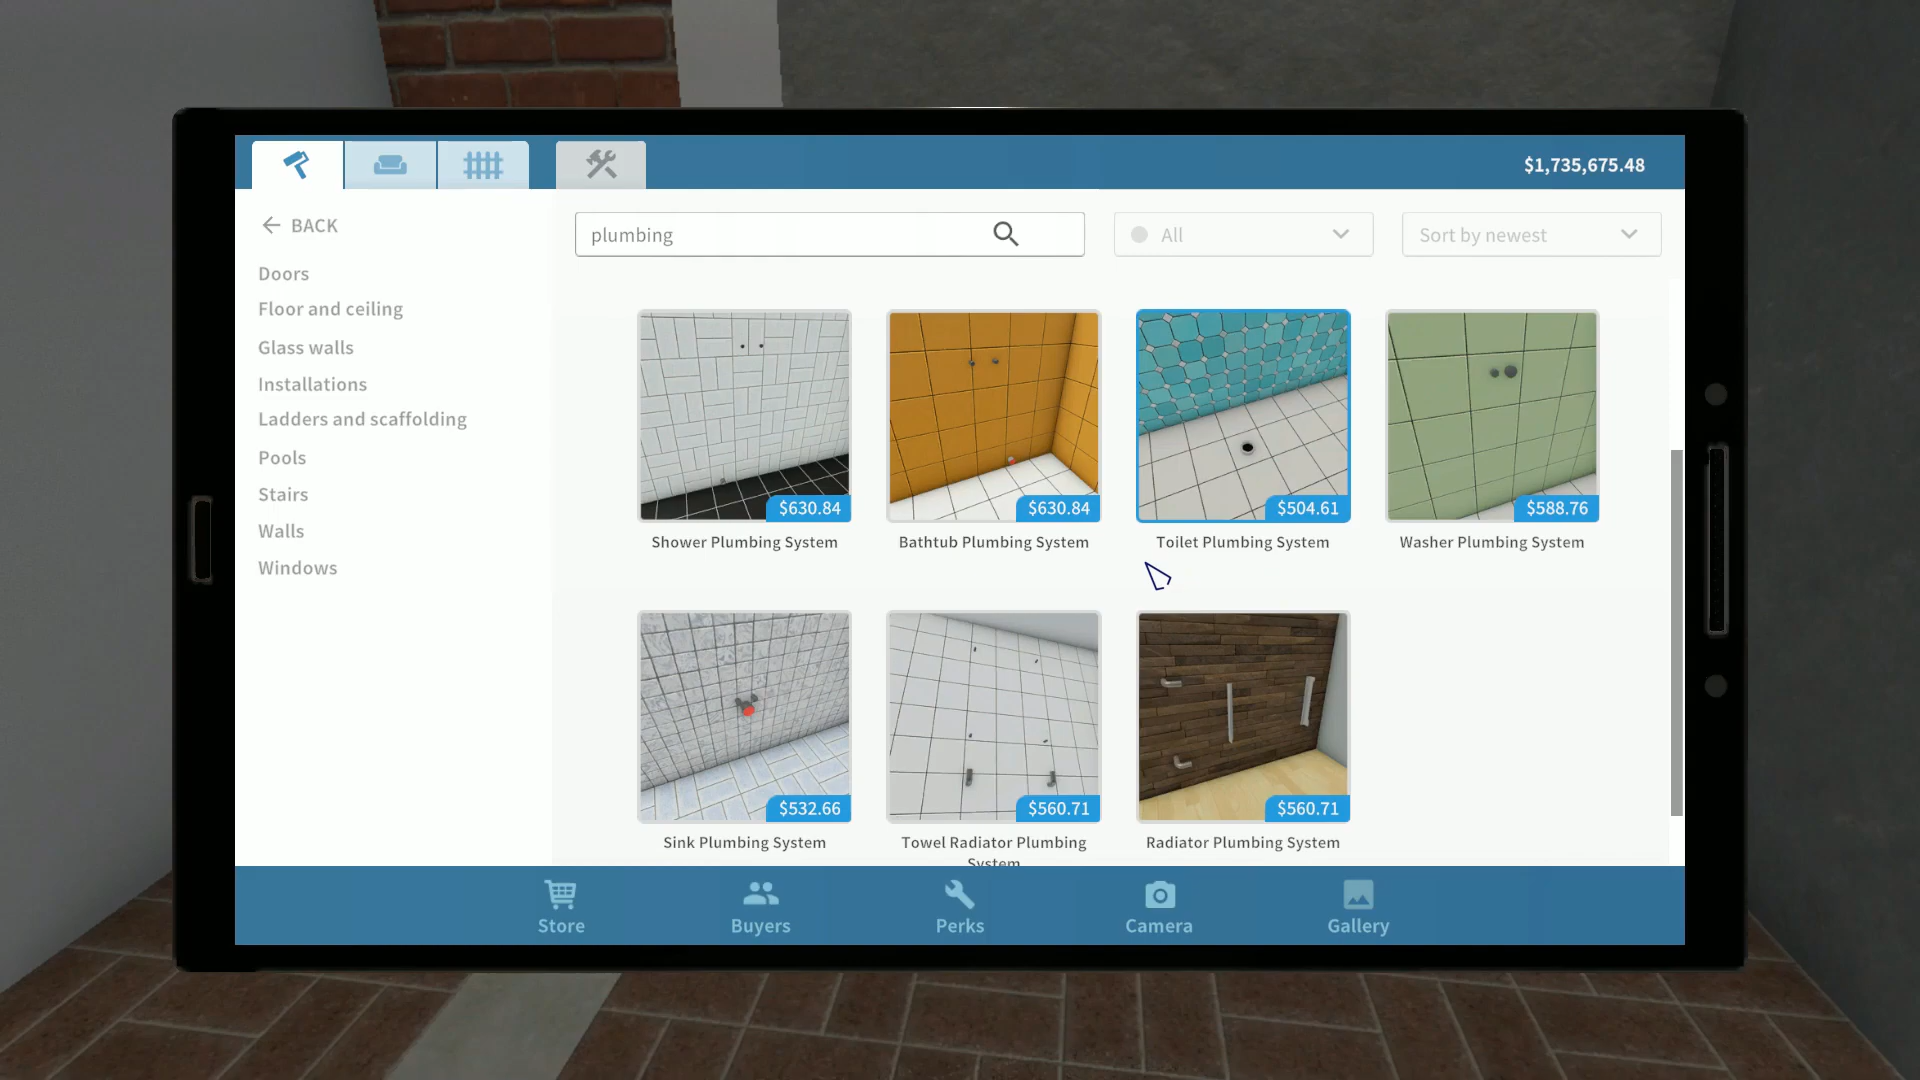 $1,735,675.48
BACK
plumbing
All
Sort by newest
Doors
Floor and ceiling
Glass walls
Installations
Ladders and scaffolding
Pools
Stairs
Walls
Windows
$630.84
$630.84
$504.61
$588.76
Shower Plumbing System
Bathtub Plumbing System
Toilet Plumbing System
Washer Plumbing System
$532.66
$560.71
$560.71
Sink Plumbing System
Towel Radiator Plumbing
System
Radiator Plumbing System
Store
Buyers
Perks
Camera
Gallery